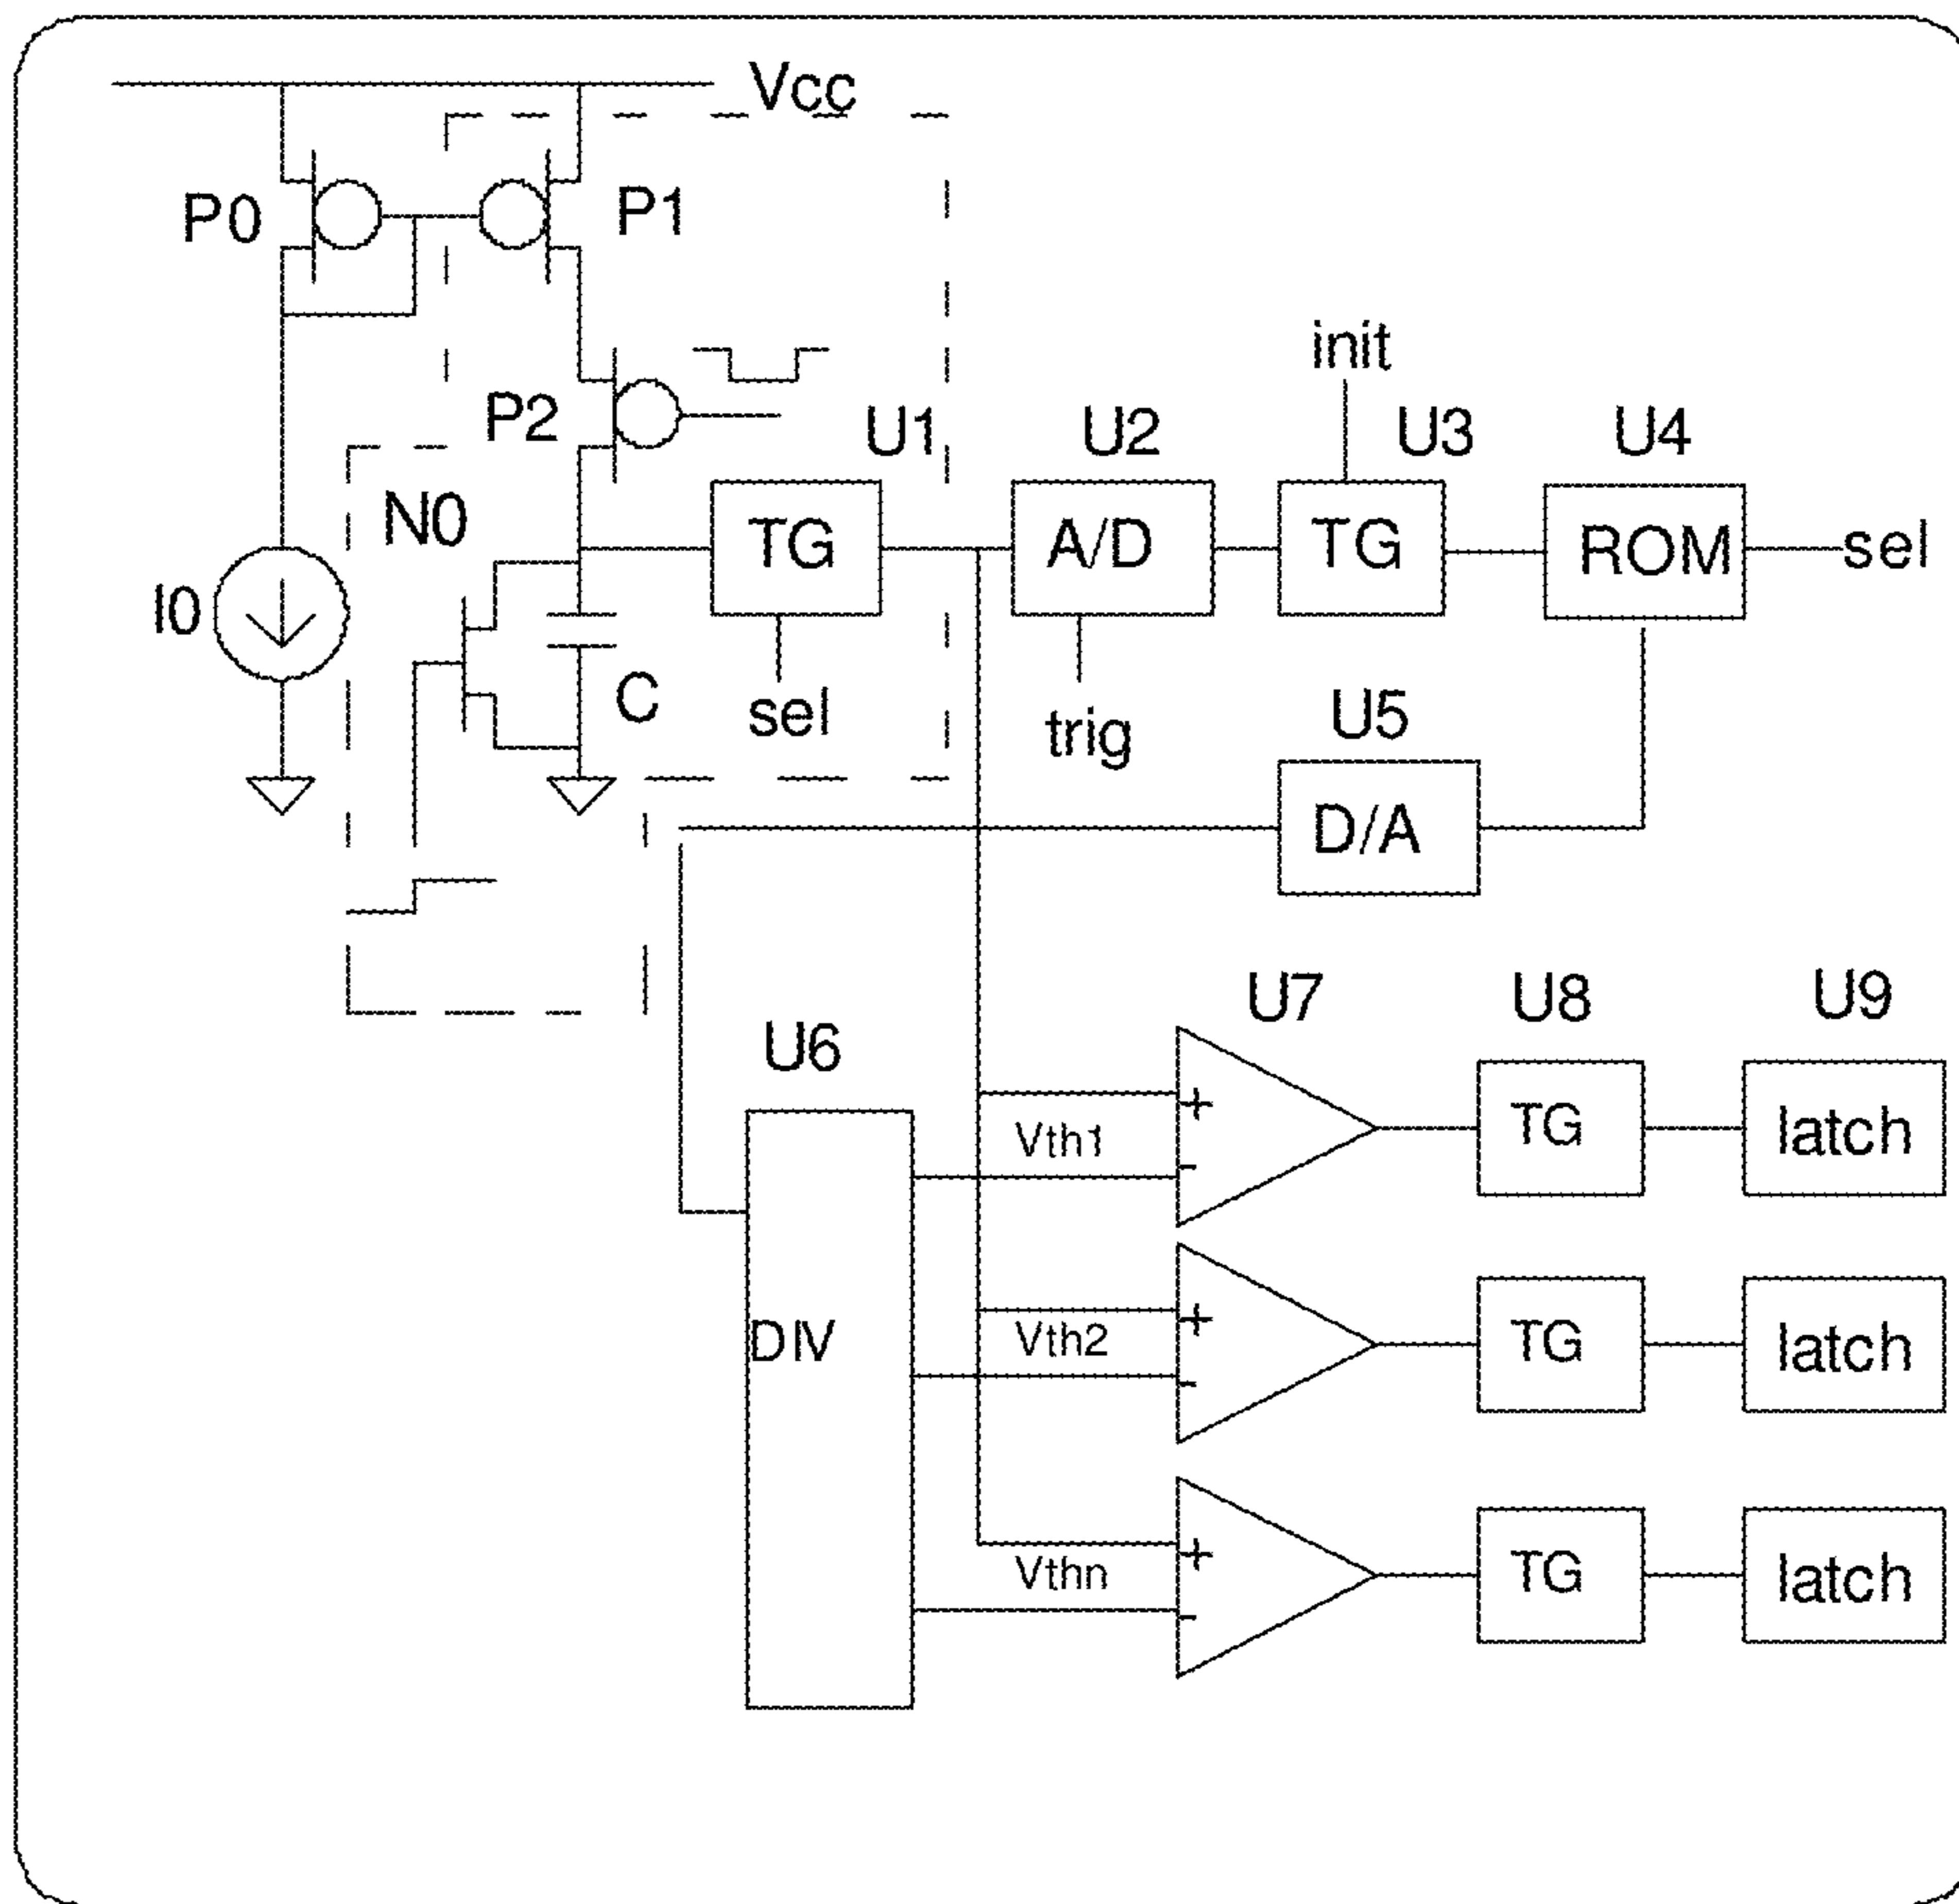 Vcc
P0
P1
init
P2
U1
U2
U3
U4
N0
TG
A/D
TG
ROM
sel
I0
C
sel
trig
U5
D/A
U7
U8
U9
U6
+
Vth1
-
TG
latch
DIV
+
Vth2
-
TG
latch
+
Vthn
-
TG
latch